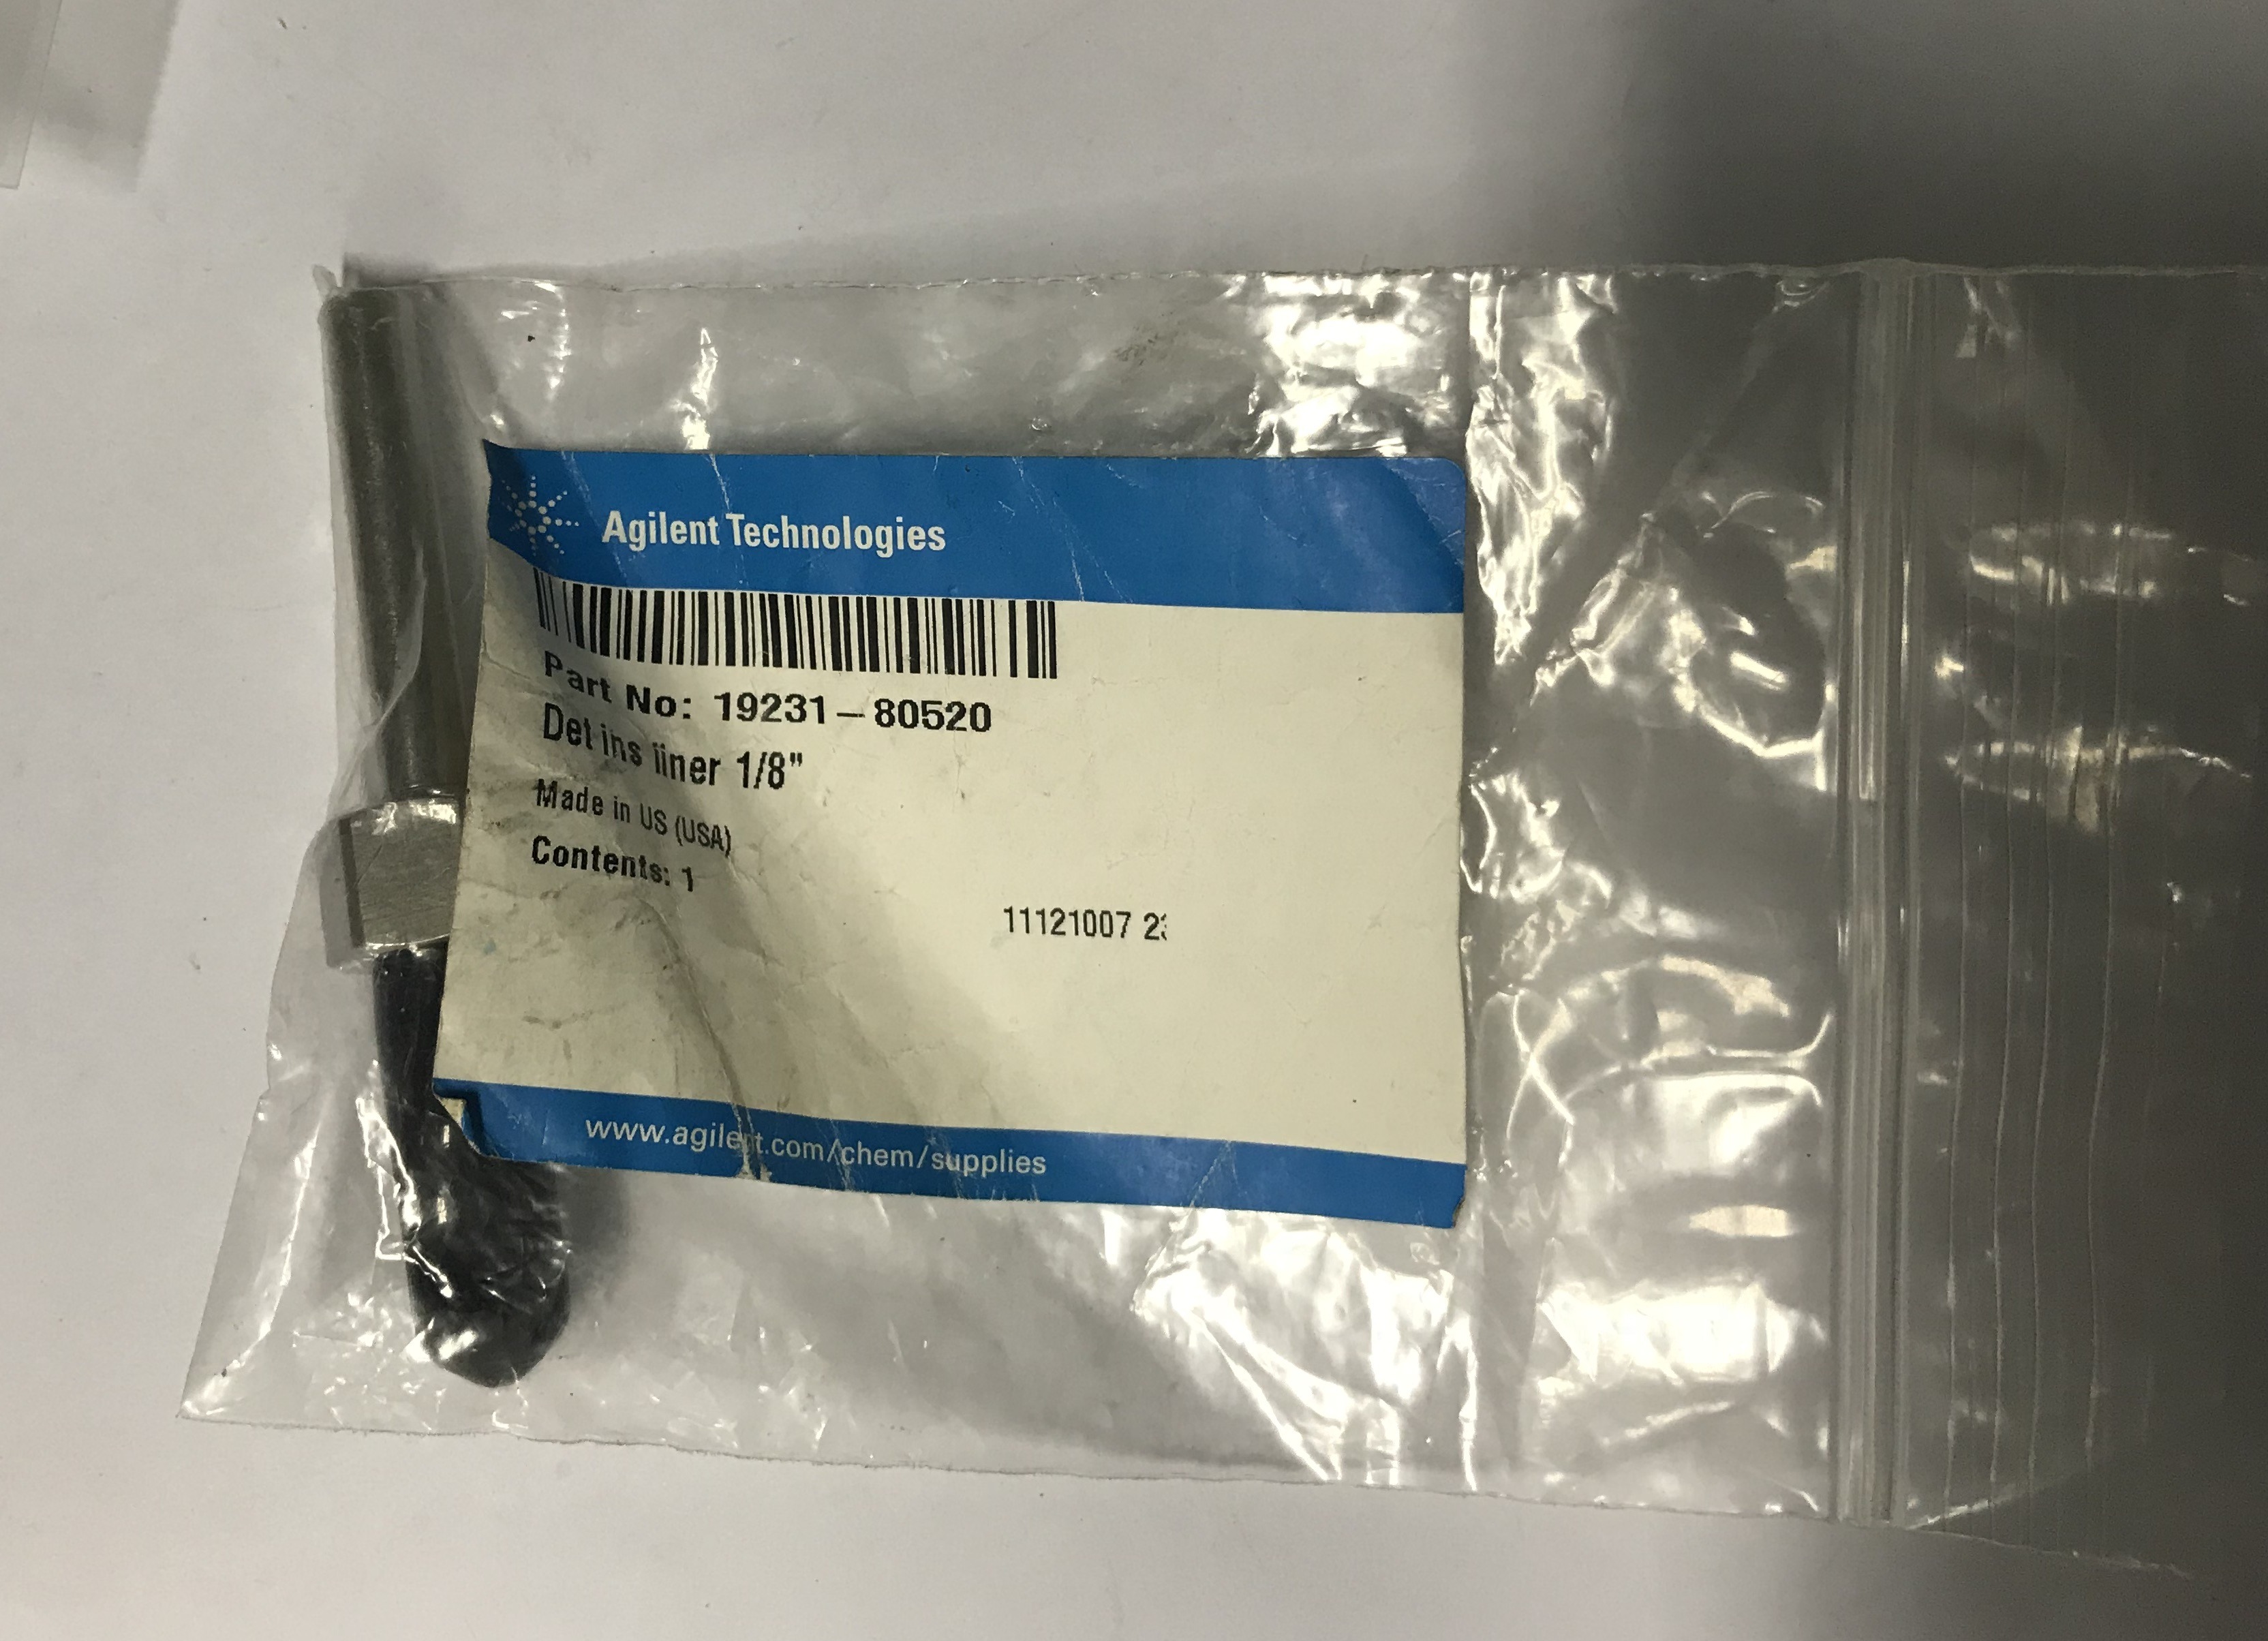 Agilent Technologies
Part No: 19231-80520
Det ins liner 1/8"
Made in US (USA)
Contents: 1
11121007
www.agilent.com/chem/supplies